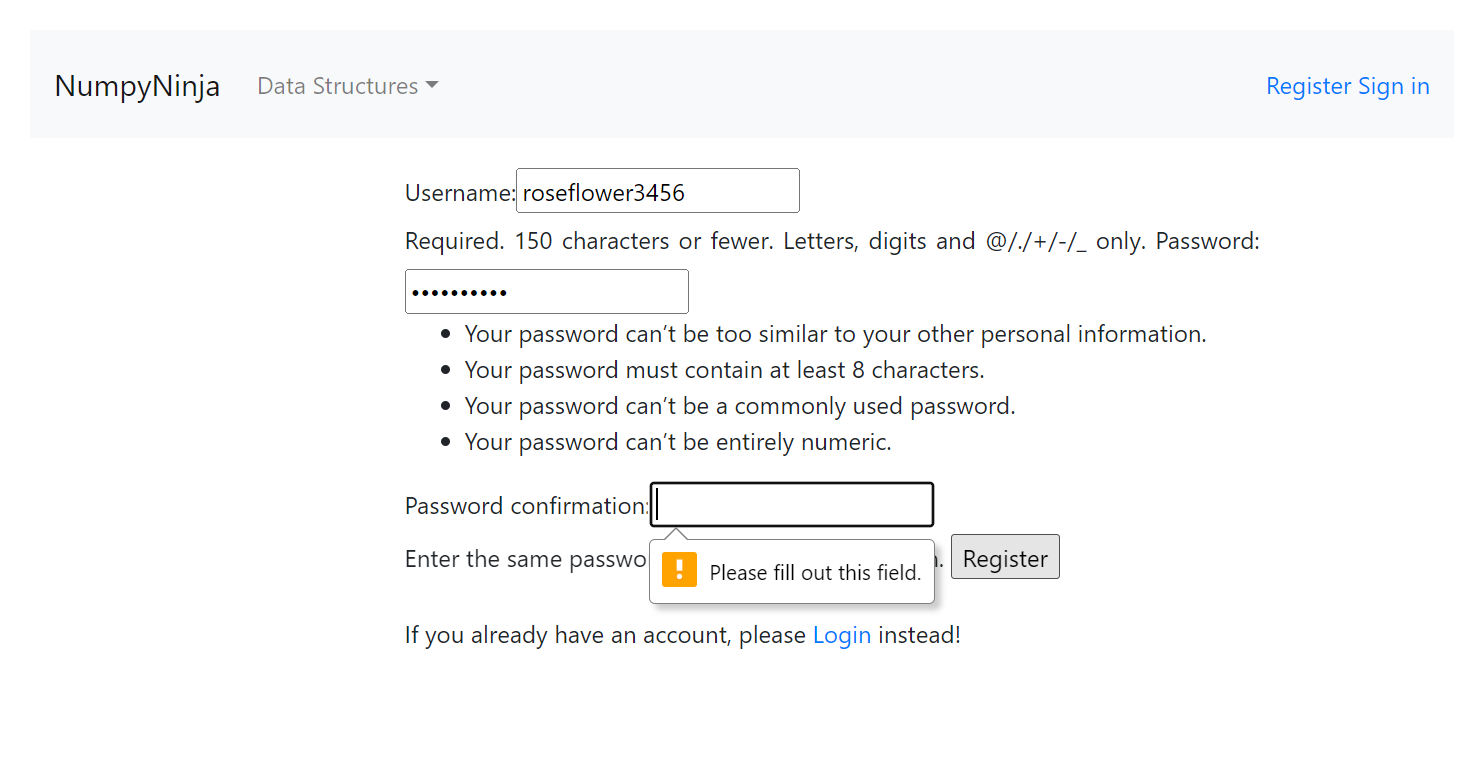 NumpyNinja Data Structures Register Sign in
Username: roseflower3456
Required. 150 characters or fewer. Letters, digits and @/./+/-/_ only. Password:
••••••••••
• Your password can’t be too similar to your other personal information.
• Your password must contain at least 8 characters.
• Your password can’t be a commonly used password.
• Your password can’t be entirely numeric.
Password confirmation:
Enter the same Register
Please fill out this field.
If you already have an account, please Login instead!